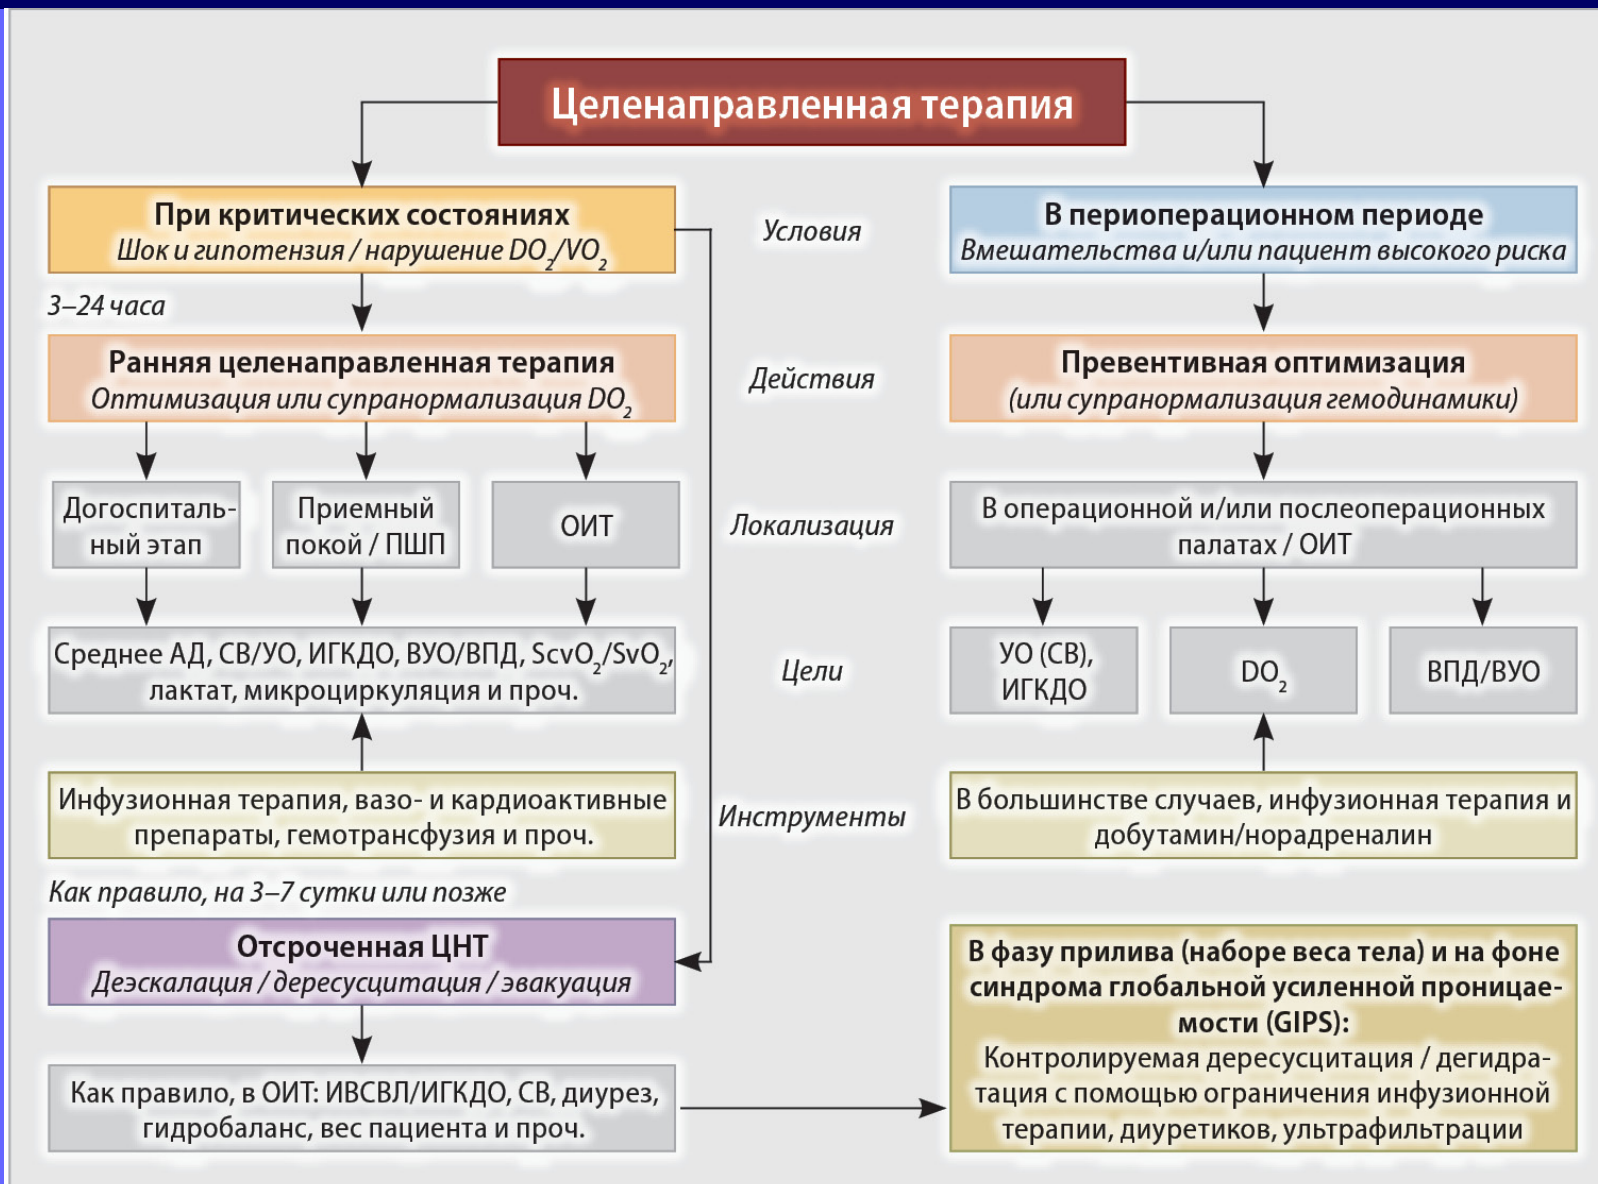 Целенаправленная терапия
При критических состояниях
Шок и гипотензия / нарушение DO₂/VO₂
Условия
В периоперационном периоде
Вмешательства и/или пациент высокого риска
3–24 часа
Ранняя целенаправленная терапия
Оптимизация или супранормализация DO₂
Действия
Превентивная оптимизация
(или супранормализация гемодинамики)
Догоспиталь-
ный этап
Приемный
покой / ПШП
ОИТ
Локализация
В операционной и/или послеоперационных
палатах / ОИТ
Среднее АД, СВ/УО, ИГКДО, ВУО/ВПД, ScvO₂/SvO₂,
лактат, микроциркуляция и проч.
Цели
УО (СВ),
ИГКДО
DO₂
ВПД/ВУО
Инфузионная терапия, вазо- и кардиоактивные
препараты, гемотрансфузия и проч.
Инструменты
В большинстве случаев, инфузионная терапия и
добутамин/норадреналин
Как правило, на 3–7 сутки или позже
Отсроченная ЦНТ
Деэскалация / дересусцитация / эвакуация
Как правило, в ОИТ: ИВСВЛ/ИГКДО, СВ, диурез,
гидробаланс, вес пациента и проч.
В фазу прилива (наборе веса тела) и на фоне
синдрома глобальной усиленной проницае-
мости (GIPS):
Контролируемая дересусцитация / дегидра-
тация с помощью ограничения инфузионной
терапии, диуретиков, ультрафильтрации